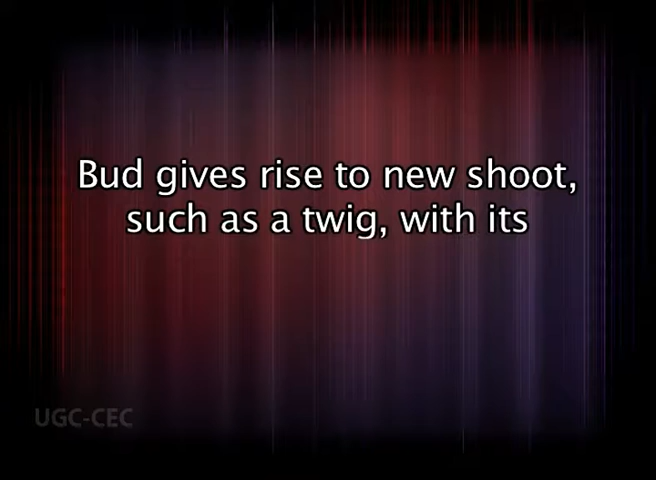 Bud gives rise to new shoot,
such as a twig, with its
UGC-CEC